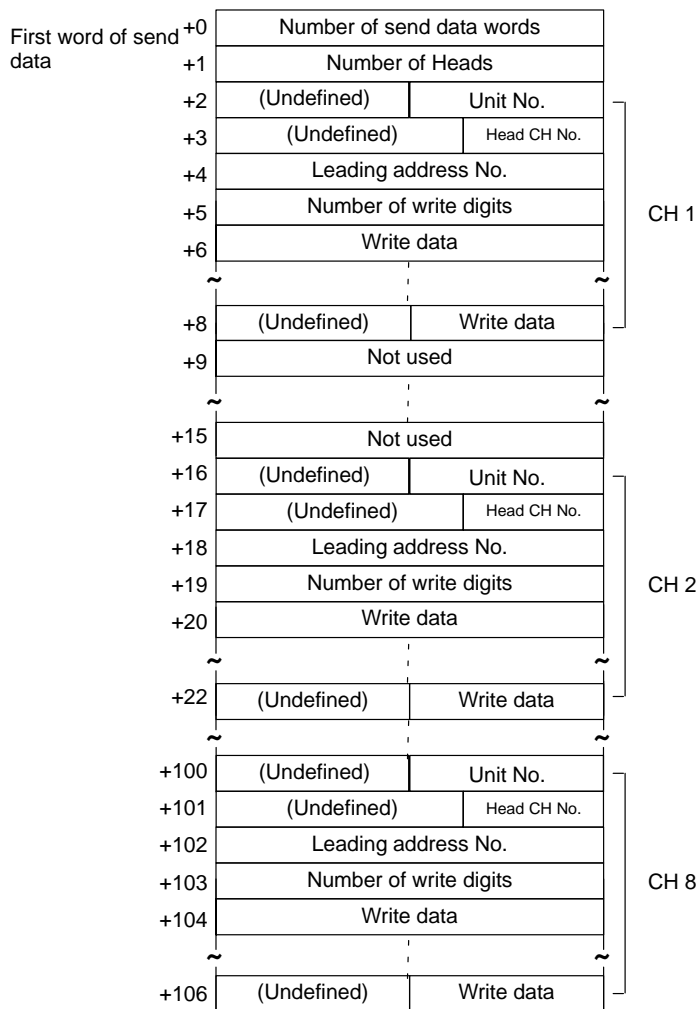 First word of send data
+0 Number of send data words
+1 Number of Heads
+2 (Undefined) Unit No.
+3 (Undefined) Head CH No.
+4 Leading address No.
+5 Number of write digits
+6 Write data
CH 1
~ ~
+8 (Undefined) Write data
+9 Not used
~ ~
+15 Not used
+16 (Undefined) Unit No.
+17 (Undefined) Head CH No.
+18 Leading address No.
+19 Number of write digits
+20 Write data
CH 2
~ ~
+22 (Undefined) Write data
~ ~
+100 (Undefined) Unit No.
+101 (Undefined) Head CH No.
+102 Leading address No.
+103 Number of write digits
+104 Write data
CH 8
~ ~
+106 (Undefined) Write data